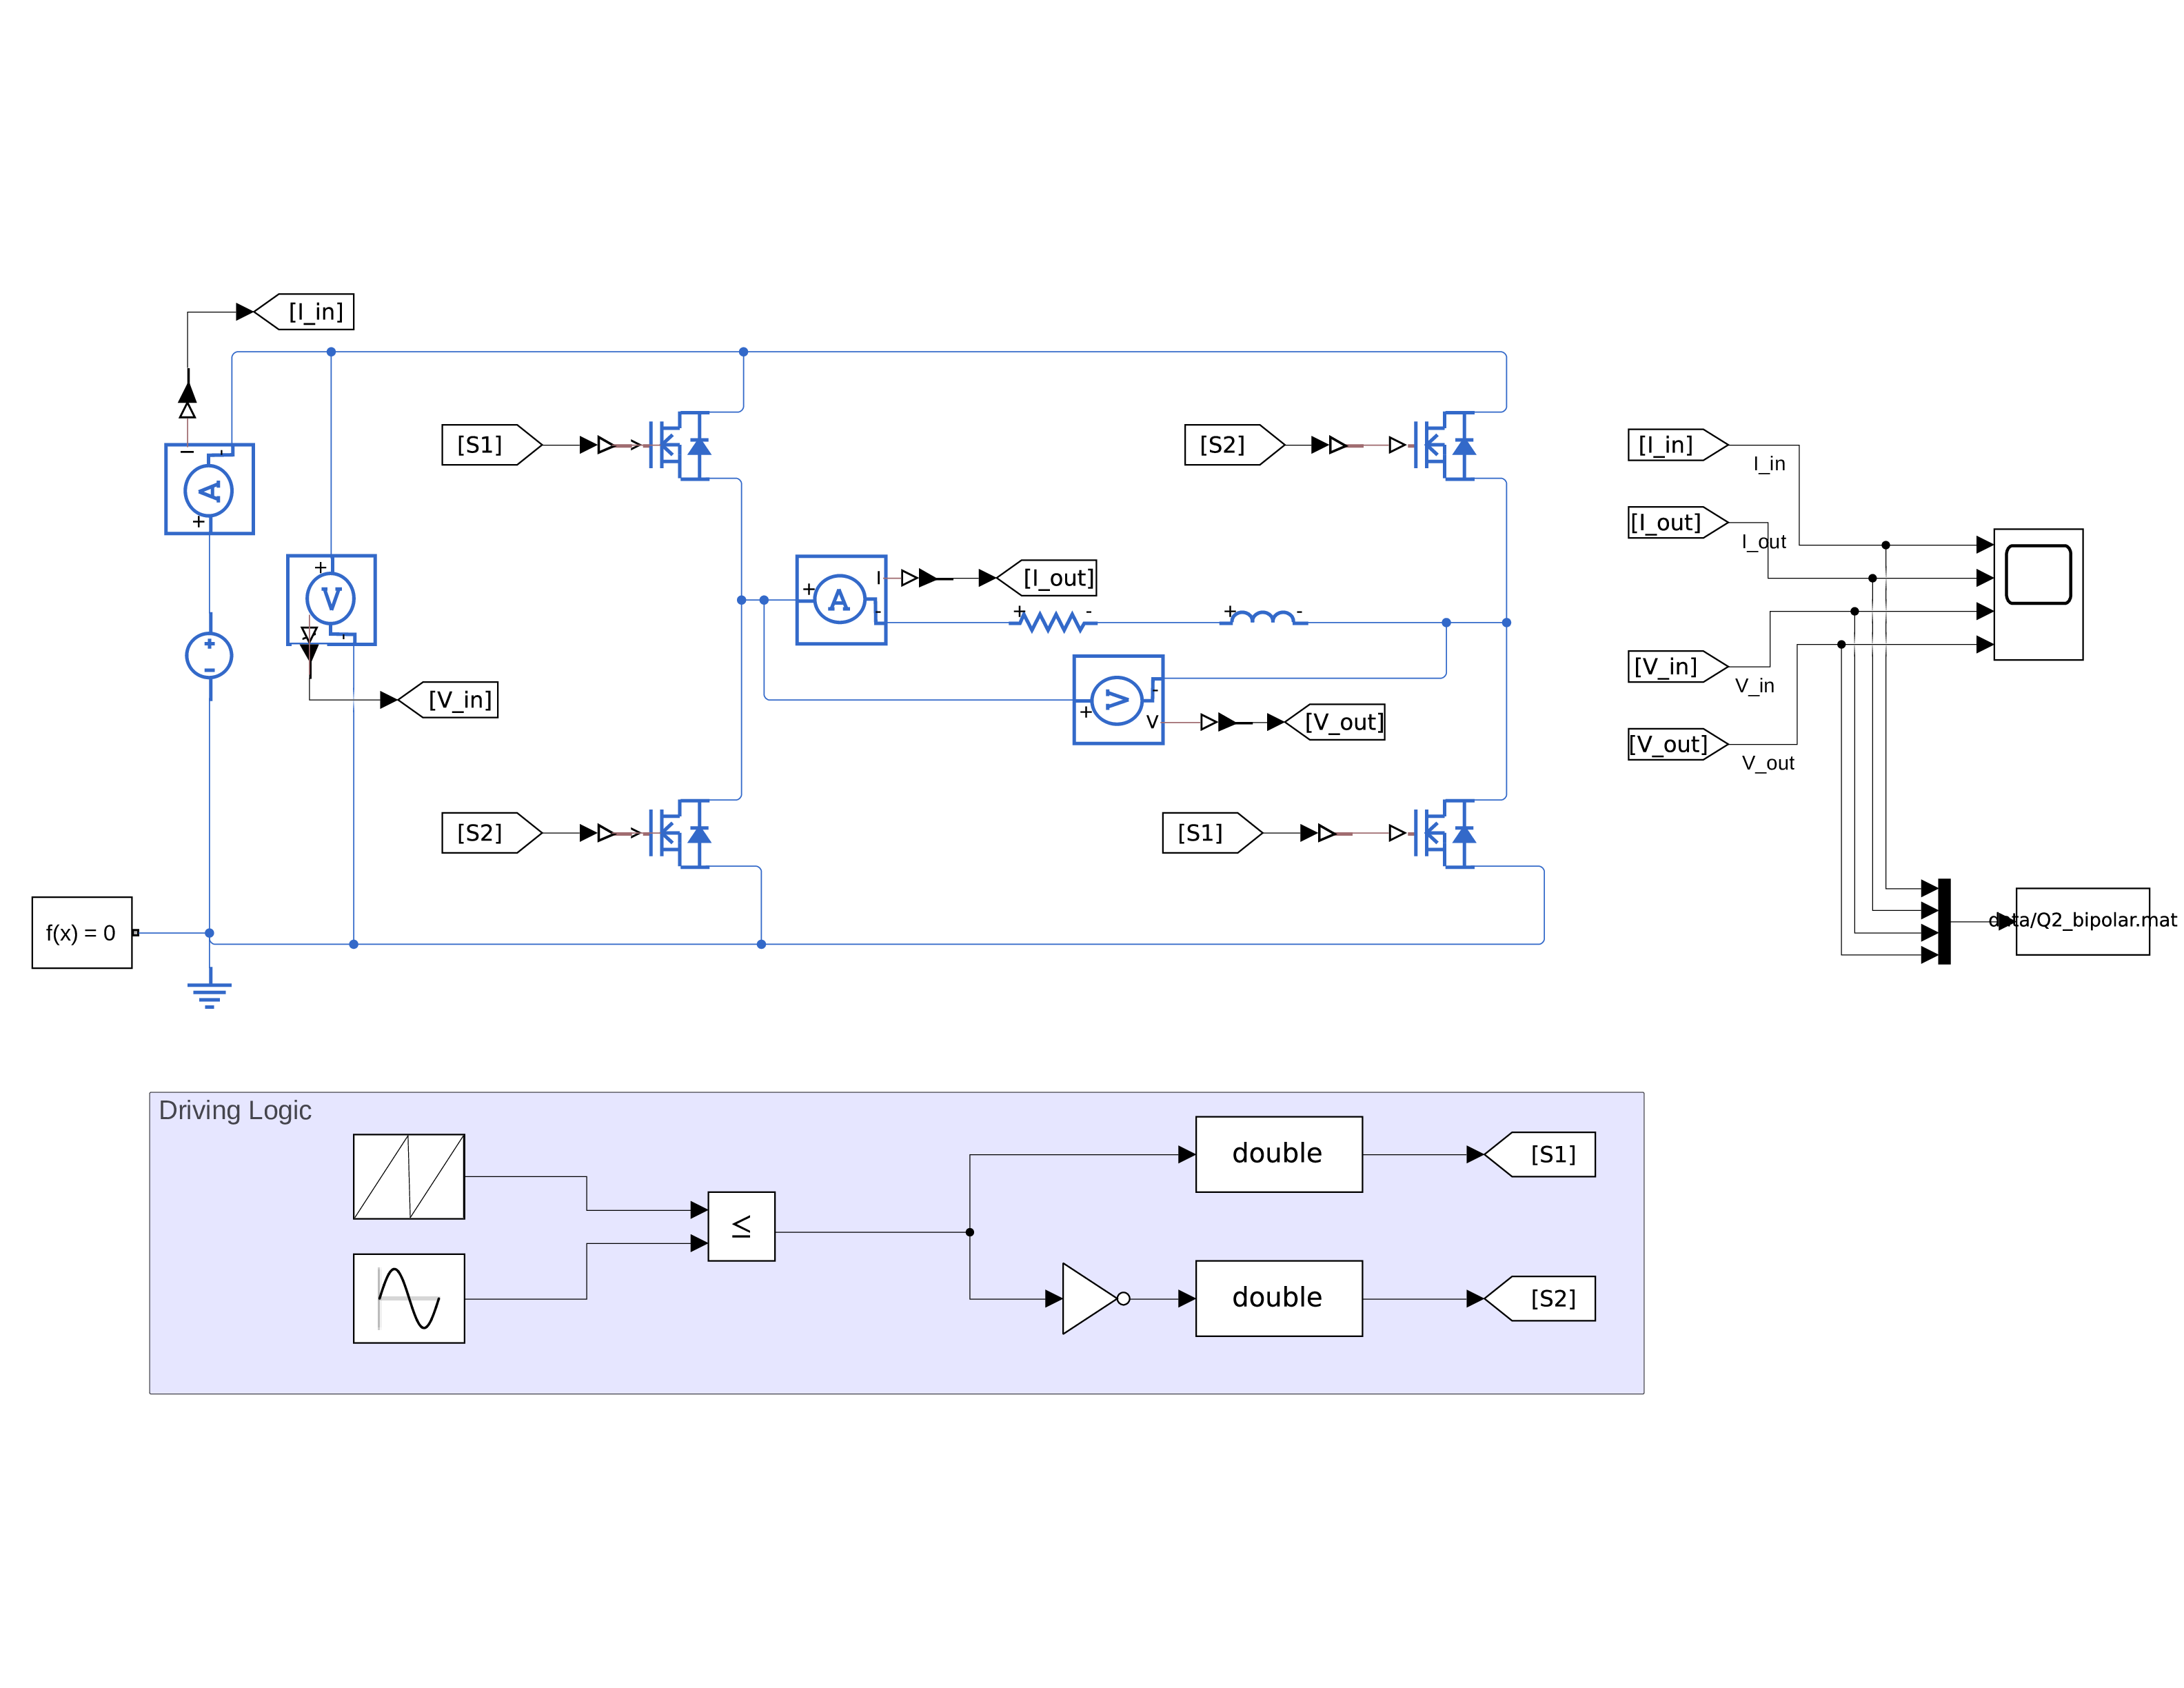 [I_in]
[S1]
[S2]
[I_in]
I_in
A
+
[I_out]
I_out
+
V
-
+
A
I
-
[I_out]
+ -
+ -
+
-
[V_in]
V_in
[V_in]
+
V
-
V
[V_out]
[V_out]
V_out
[S2]
[S1]
f(x) = 0
data/Q2_bipolar.mat
Driving Logic
≤
double
[S1]
double
[S2]